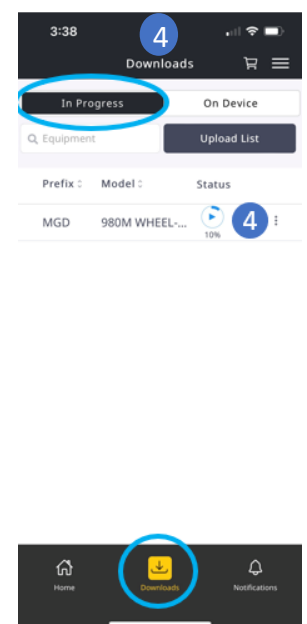 3:38
4
Downloads
In Progress
On Device
Equipment
Upload List
Prefix Model Status
MGD 980M WHEEL-... 4
10%
Home Downloads Notifications